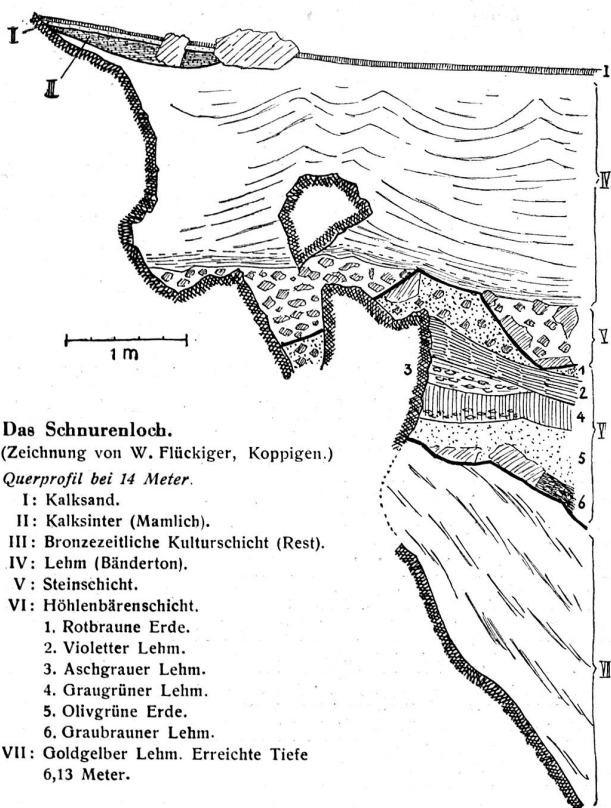 I
II
I
IV
V
1
3
2
4
V
5
6
VII
1 m
Das Schnurenloch.
(Zeichnung von W. Flückiger, Koppigen.)
Querprofil bei 14 Meter.
I: Kalksand.
II: Kalksinter (Mamlich).
III: Bronzezeitliche Kulturschicht (Rest).
IV: Lehm (Bänderton).
V: Steinschicht.
VI: Höhlenbärenschicht.
1. Rotbraune Erde.
2. Violetter Lehm.
3. Aschgrauer Lehm.
4. Graugrüner Lehm.
5. Olivgrüne Erde.
6. Graubrauner Lehm.
VII: Goldgelber Lehm. Erreichte Tiefe
6,13 Meter.